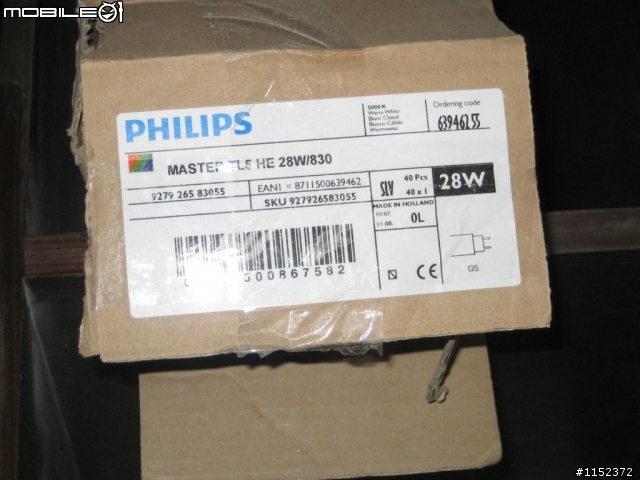 MOBILE01
PHILIPS
3000 K
Warm White
Blanc Chaud
Blanco Cálido
Warmweiss
Ordering code
63946255
MASTER TL5 HE 28W/830
9279 265 83055
EAN1 = 8711500639462
SKU 927926583055
SLV
40 Pcs
40 x 1
28W
MADE IN HOLLAND
10:07.
11-08.
0L
500867582
CE
G5
#1152372